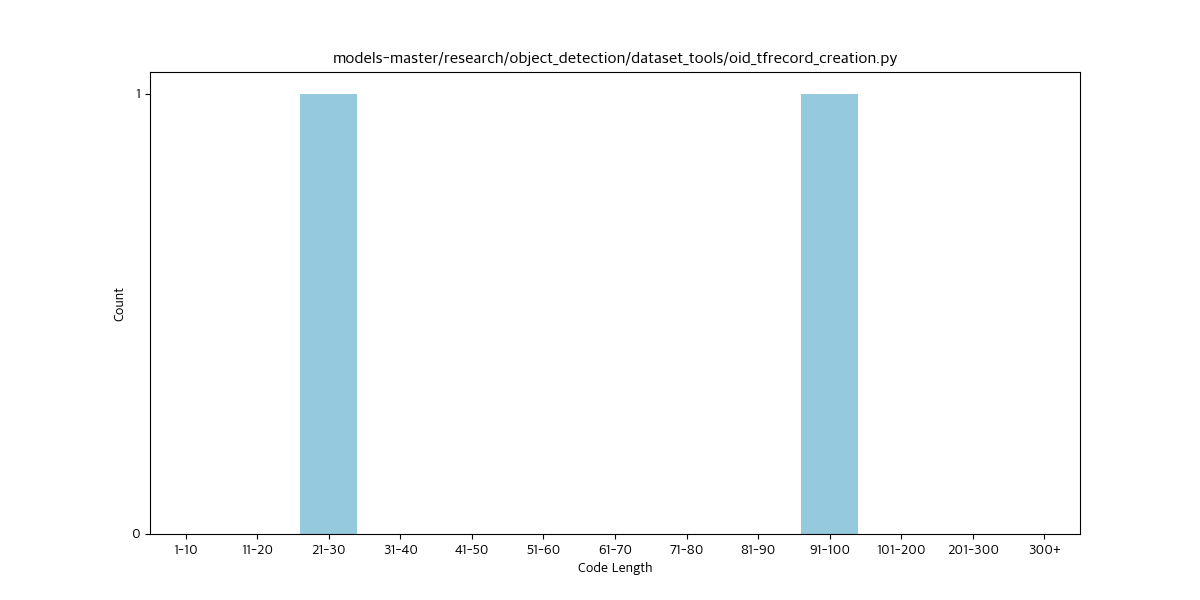 models-master/research/object_detection/dataset_tools/oid_tfrecord_creation.py
1
Count
0
1-10 11-20 21-30 31-40 41-50 51-60 61-70 71-80 81-90 91-100 101-200 201-300 300+
Code Length